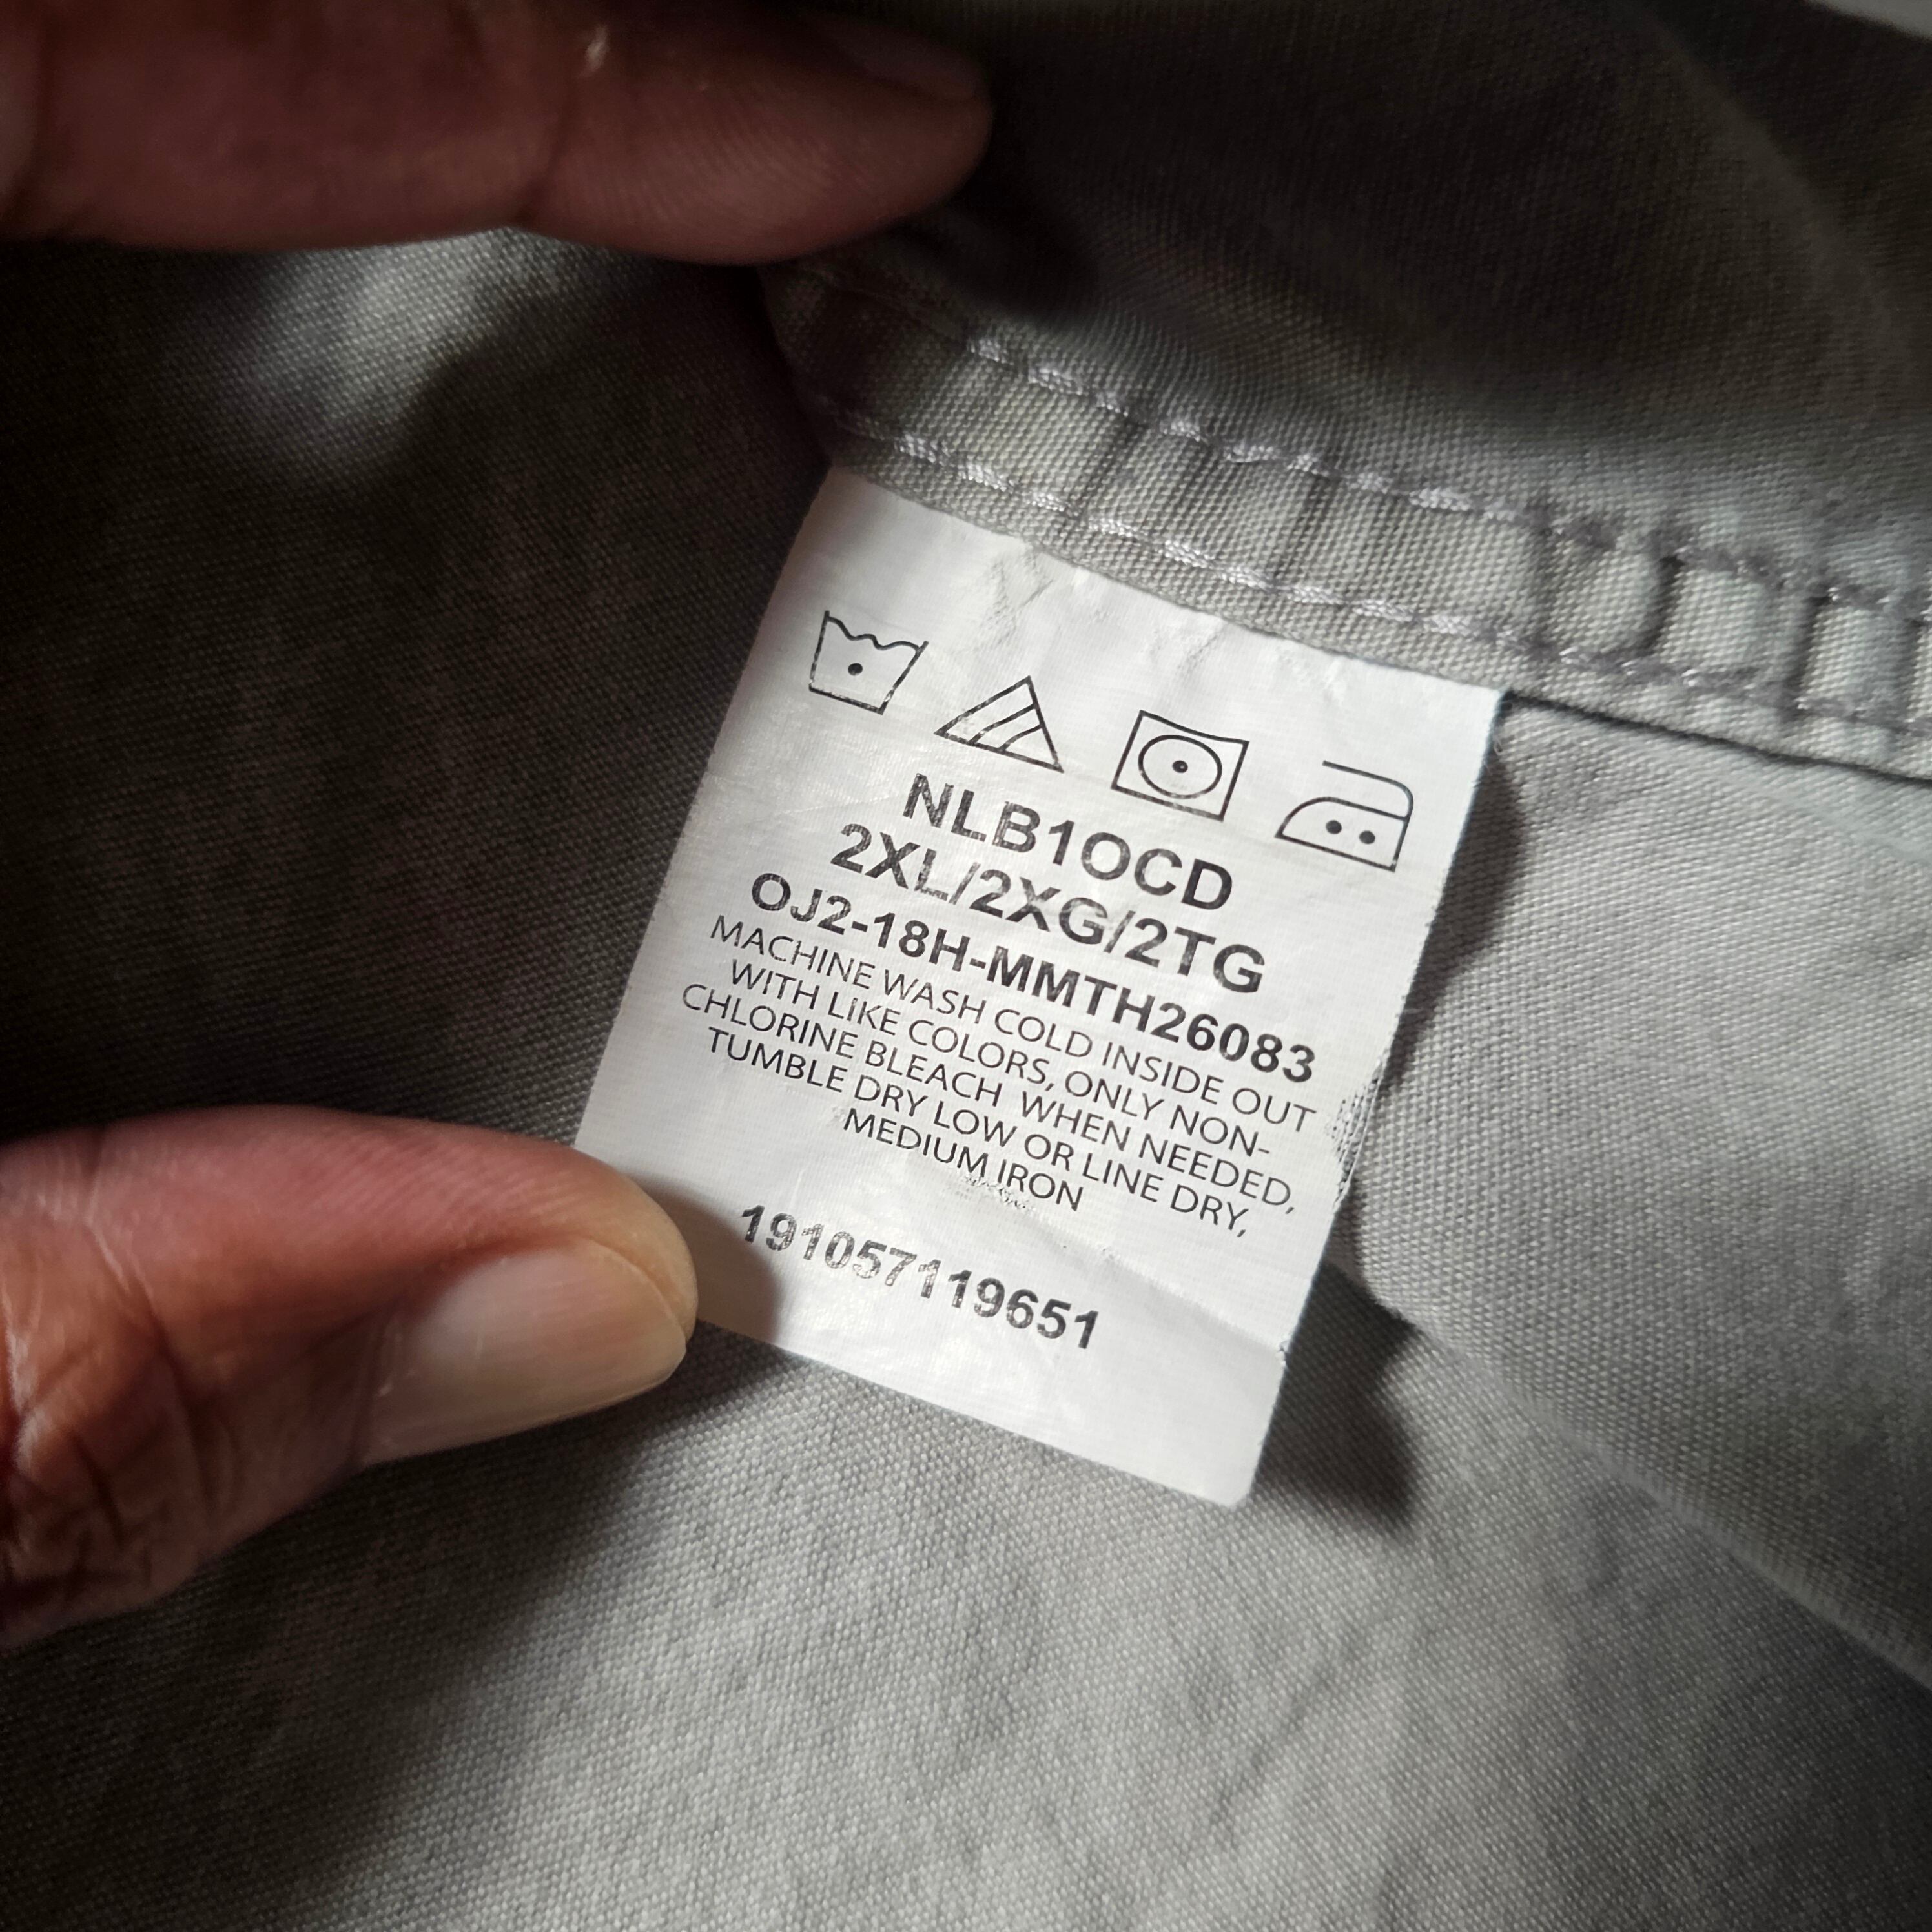 NLB1OCD
2XL/2XG/2TG
OJ2-18H-MMTH26083
MACHINE WASH COLD INSIDE OUT
WITH LIKE COLORS, ONLY NON-
CHLORINE BLEACH WHEN NEEDED,
TUMBLE DRY LOW OR LINE DRY,
MEDIUM IRON
191057119651